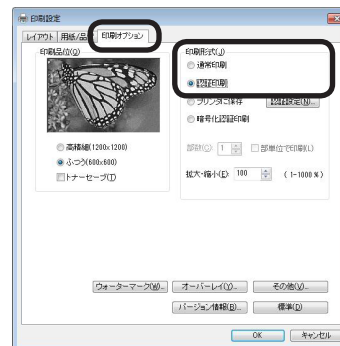 印刷設定
レイアウト 用紙/品 印刷オプション
印刷品位(Q)
高精細(1200x1200)
ふつう(600x600)
トナーセーブ(T)
印刷形式(J)
通常印刷
認証印刷
プリンタに保存 認証設定(N)...
暗号化認証印刷
部数(C): 1 部単位で印刷(L)
拡大・縮小(E): 100 ( 1-1000 % )
ウォーターマーク(W)... オーバーレイ(Y)... その他(V)...
バージョン情報(B)... 標準(D)
OK キャンセル